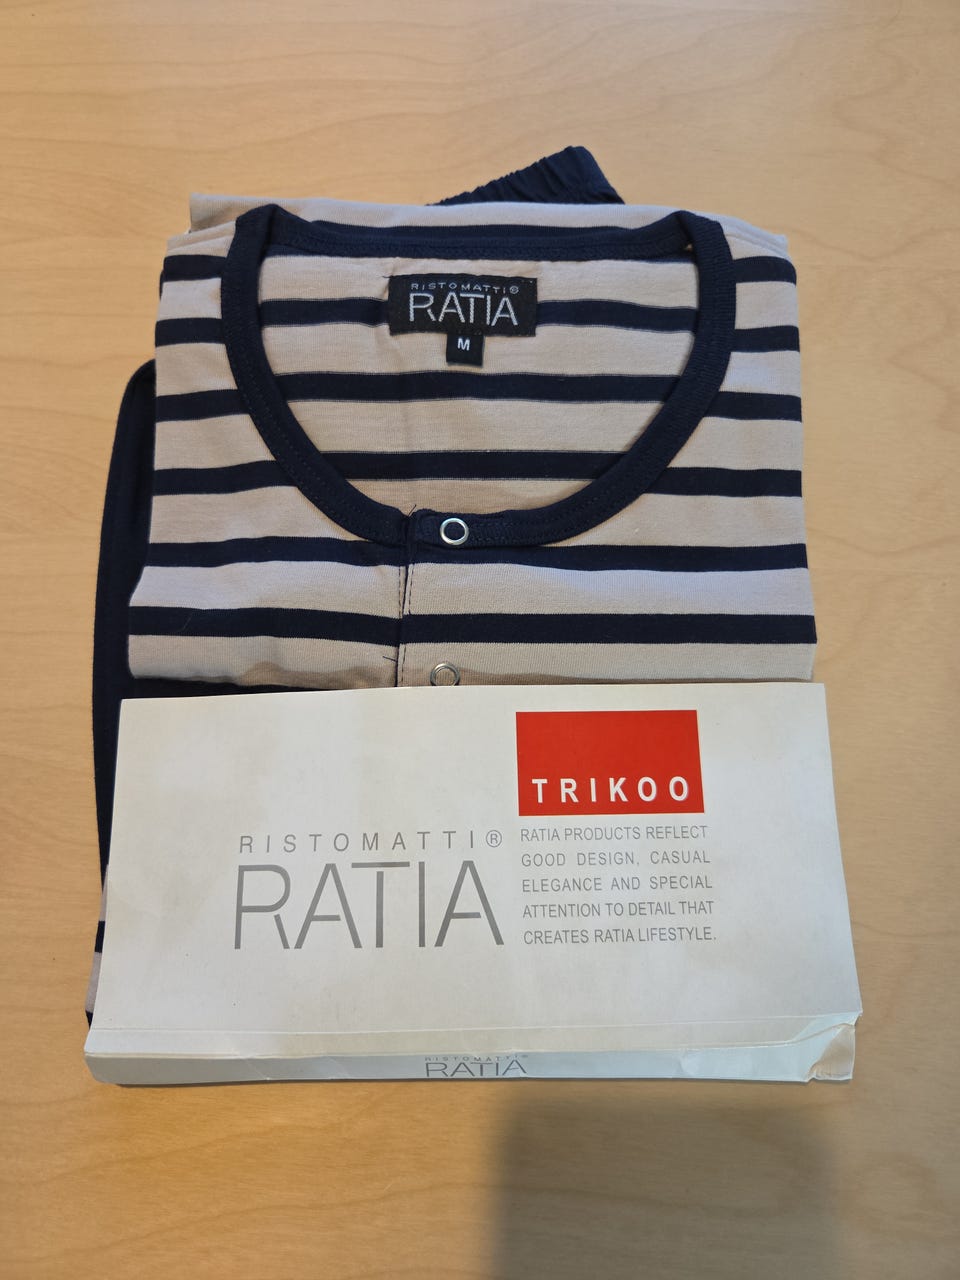 RISTOMATTI®
RATIA
M
TRIKOO
RISTOMATTI®
RATIA
RATIA PRODUCTS REFLECT
GOOD DESIGN, CASUAL
ELEGANCE AND SPECIAL
ATTENTION TO DETAIL THAT
CREATES RATIA LIFESTYLE.
RISTOMATTI®
RATIA